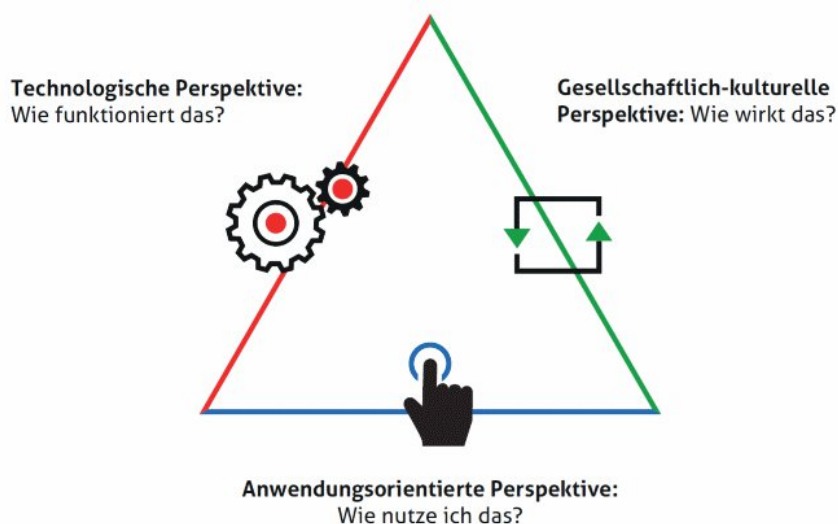 Technologische Perspektive:
Wie funktioniert das?
Gesellschaftlich-kulturelle
Perspektive: Wie wirkt das?
Anwendungsorientierte Perspektive:
Wie nutze ich das?